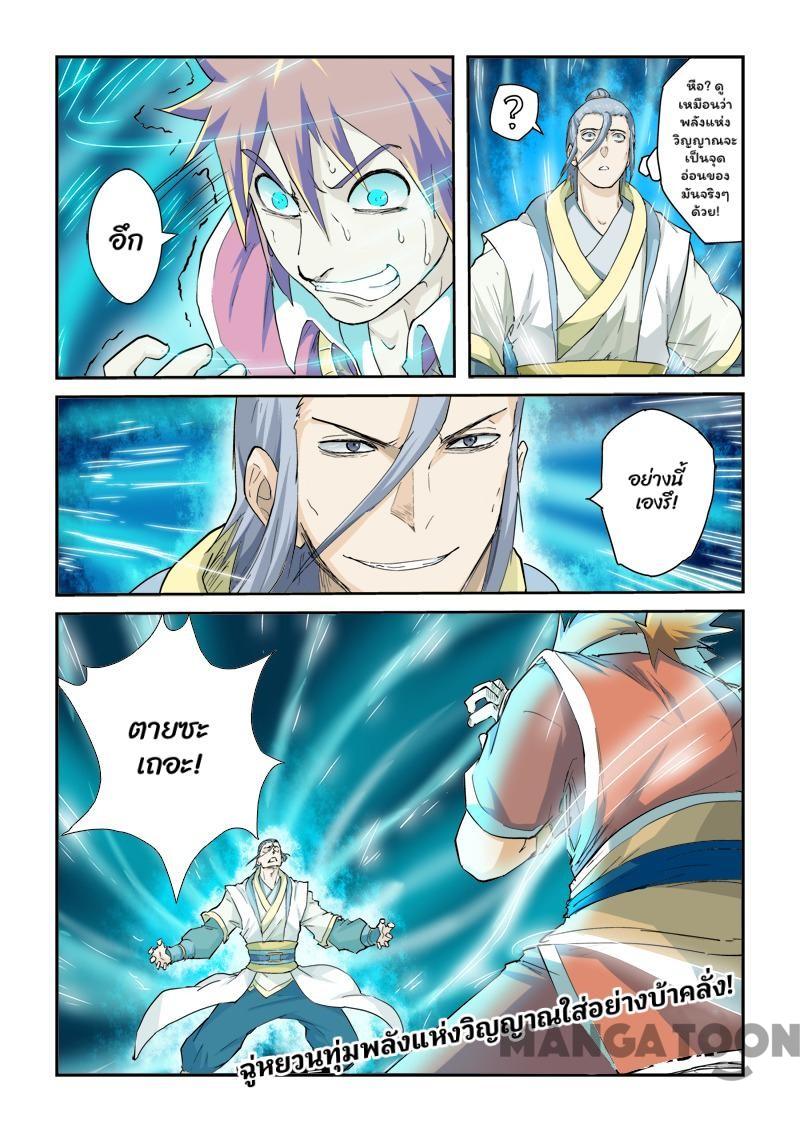 อึก
?
หือ? ดู
เหมือนว่า
พลังแห่ง
วิญญาณจะ
เป็นจุด
อ่อนของ
มันจริงๆ
ด้วย!
อย่างนี้
เองรึ!
ตายซะ
เถอะ!
ฉู่หยวนทุ่มพลังแห่งวิญญาณใส่อย่างบ้าคลั่ง!
MANGATOON